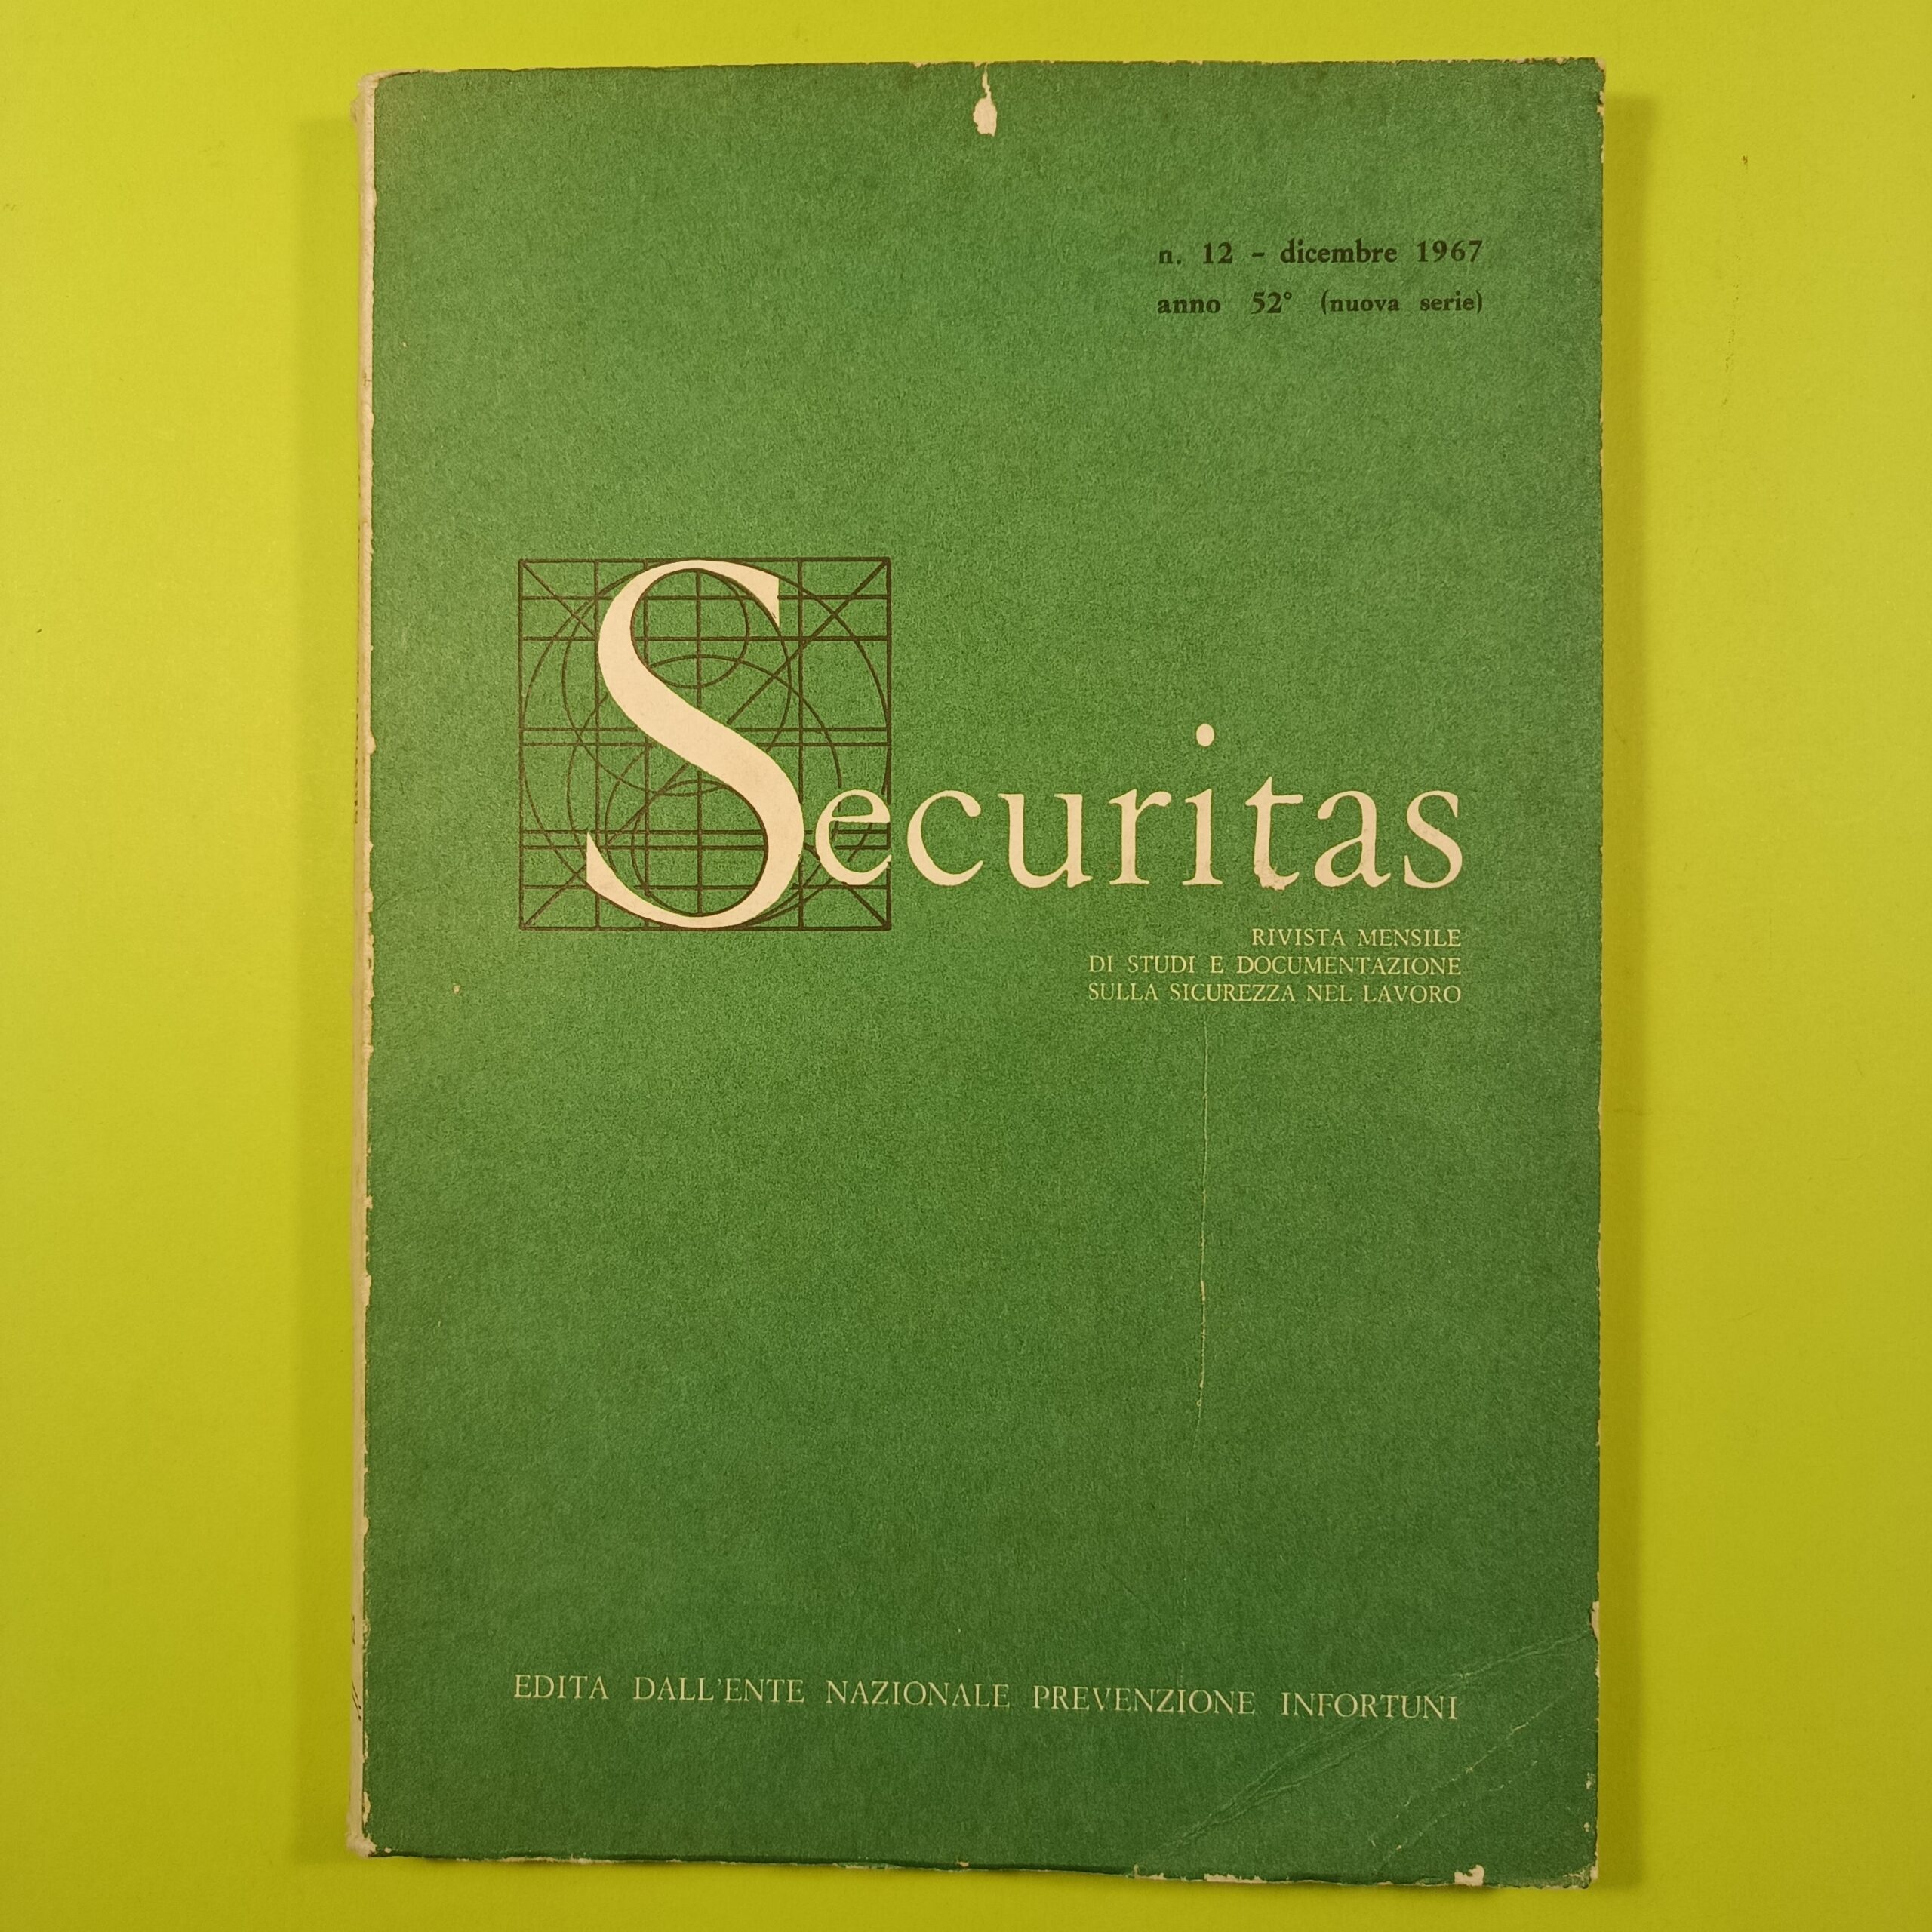 n. 12 - dicembre 1967
anno 52° (nuova serie)
Securitas
RIVISTA MENSILE
DI STUDI E DOCUMENTAZIONE
SULLA SICUREZZA NEL LAVORO
EDITA DALL'ENTE NAZIONALE PREVENZIONE INFORTUNI